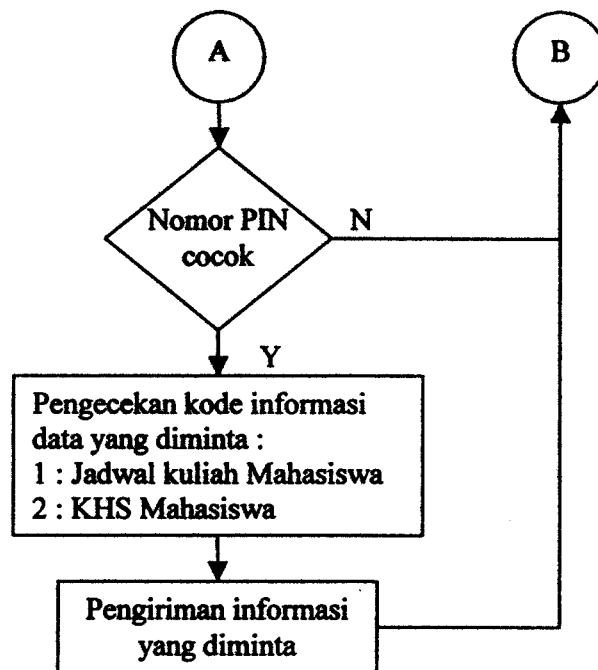 A
B
Nomor PIN
cocok
N
Y
Pengecekan kode informasi
data yang diminta :
1 : Jadwal kuliah Mahasiswa
2 : KHS Mahasiswa
Pengiriman informasi
yang diminta